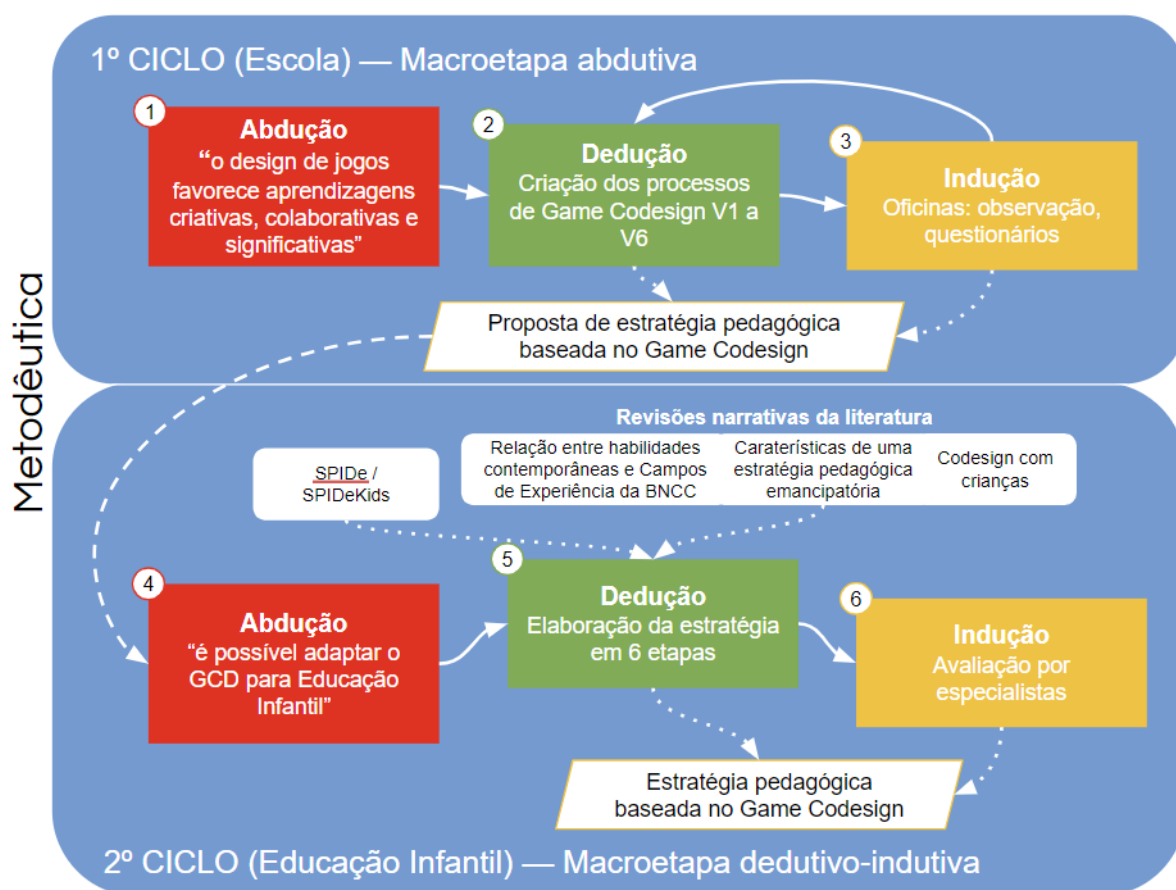 Metodêutica
1º CICLO (Escola) — Macroetapa abdutiva
1
Abdução
“o design de jogos
favorece aprendizagens
criativas, colaborativas e
significativas”
2
Dedução
Criação dos processos
de Game Codesign V1 a
V6
3
Indução
Oficinas: observação,
questionários
Proposta de estratégia pedagógica
baseada no Game Codesign
Revisões narrativas da literatura
SPIDe /
SPIDeKids
Relação entre habilidades
contemporâneas e Campos
de Experiência da BNCC
Caraterísticas de uma
estratégia pedagógica
emancipatória
Codesign com
crianças
4
Abdução
“é possível adaptar o
GCD para Educação
Infantil”
5
Dedução
Elaboração da estratégia
em 6 etapas
6
Indução
Avaliação por
especialistas
Estratégia pedagógica
baseada no Game Codesign
2º CICLO (Educação Infantil) — Macroetapa dedutivo-indutiva